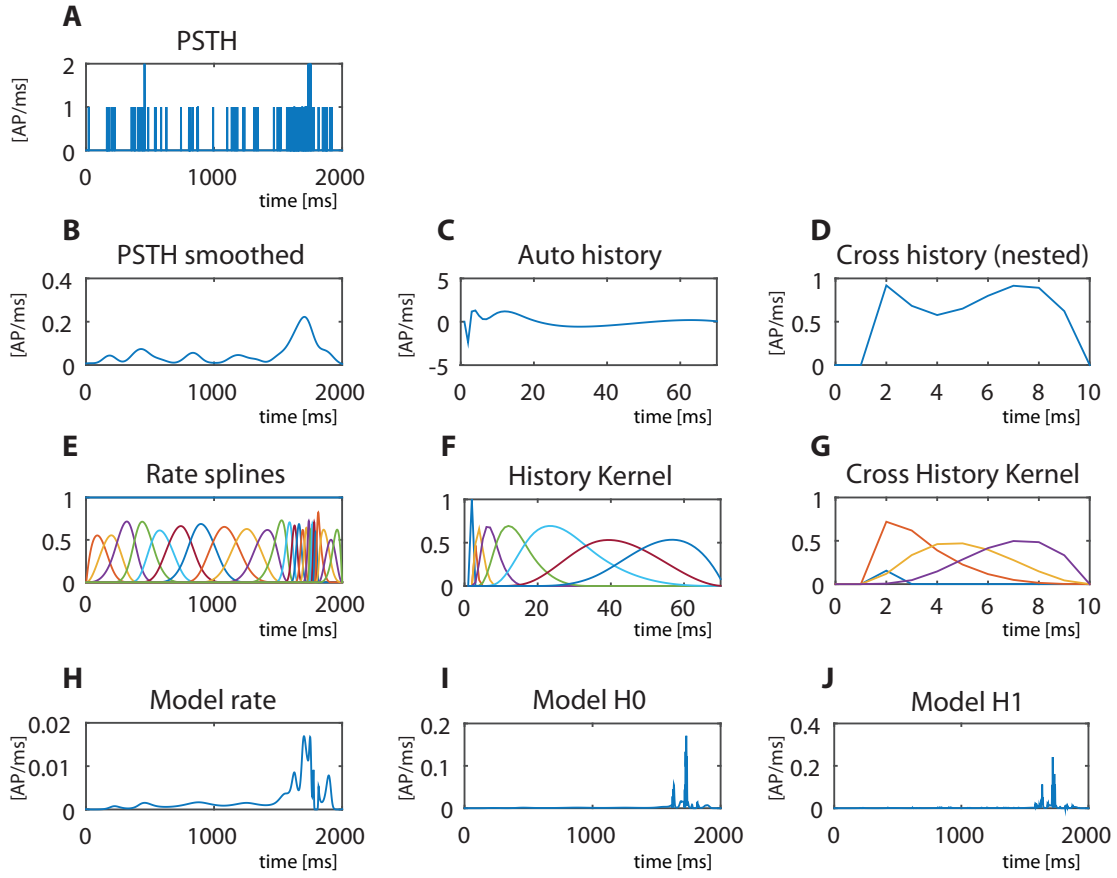 A
PSTH
[AP/ms]
2
1
0
0 1000 2000
time [ms]
B
PSTH smoothed
[AP/ms]
0.4
0.2
0
0 1000 2000
time [ms]
C
Auto history
[AP/ms]
5
0
-5
0 20 40 60
time [ms]
D
Cross history (nested)
[AP/ms]
1
0.5
0
0 2 4 6 8 10
time [ms]
E
Rate splines
1
0.5
0
0 1000 2000
time [ms]
F
History Kernel
1
0.5
0
0 20 40 60
time [ms]
G
Cross History Kernel
1
0.5
0
0 2 4 6 8 10
time [ms]
H
Model rate
[AP/ms]
0.02
0.01
0
0 1000 2000
time [ms]
I
Model H0
[AP/ms]
0.2
0.1
0
0 1000 2000
time [ms]
J
Model H1
[AP/ms]
0.4
0.2
0
0 1000 2000
time [ms]